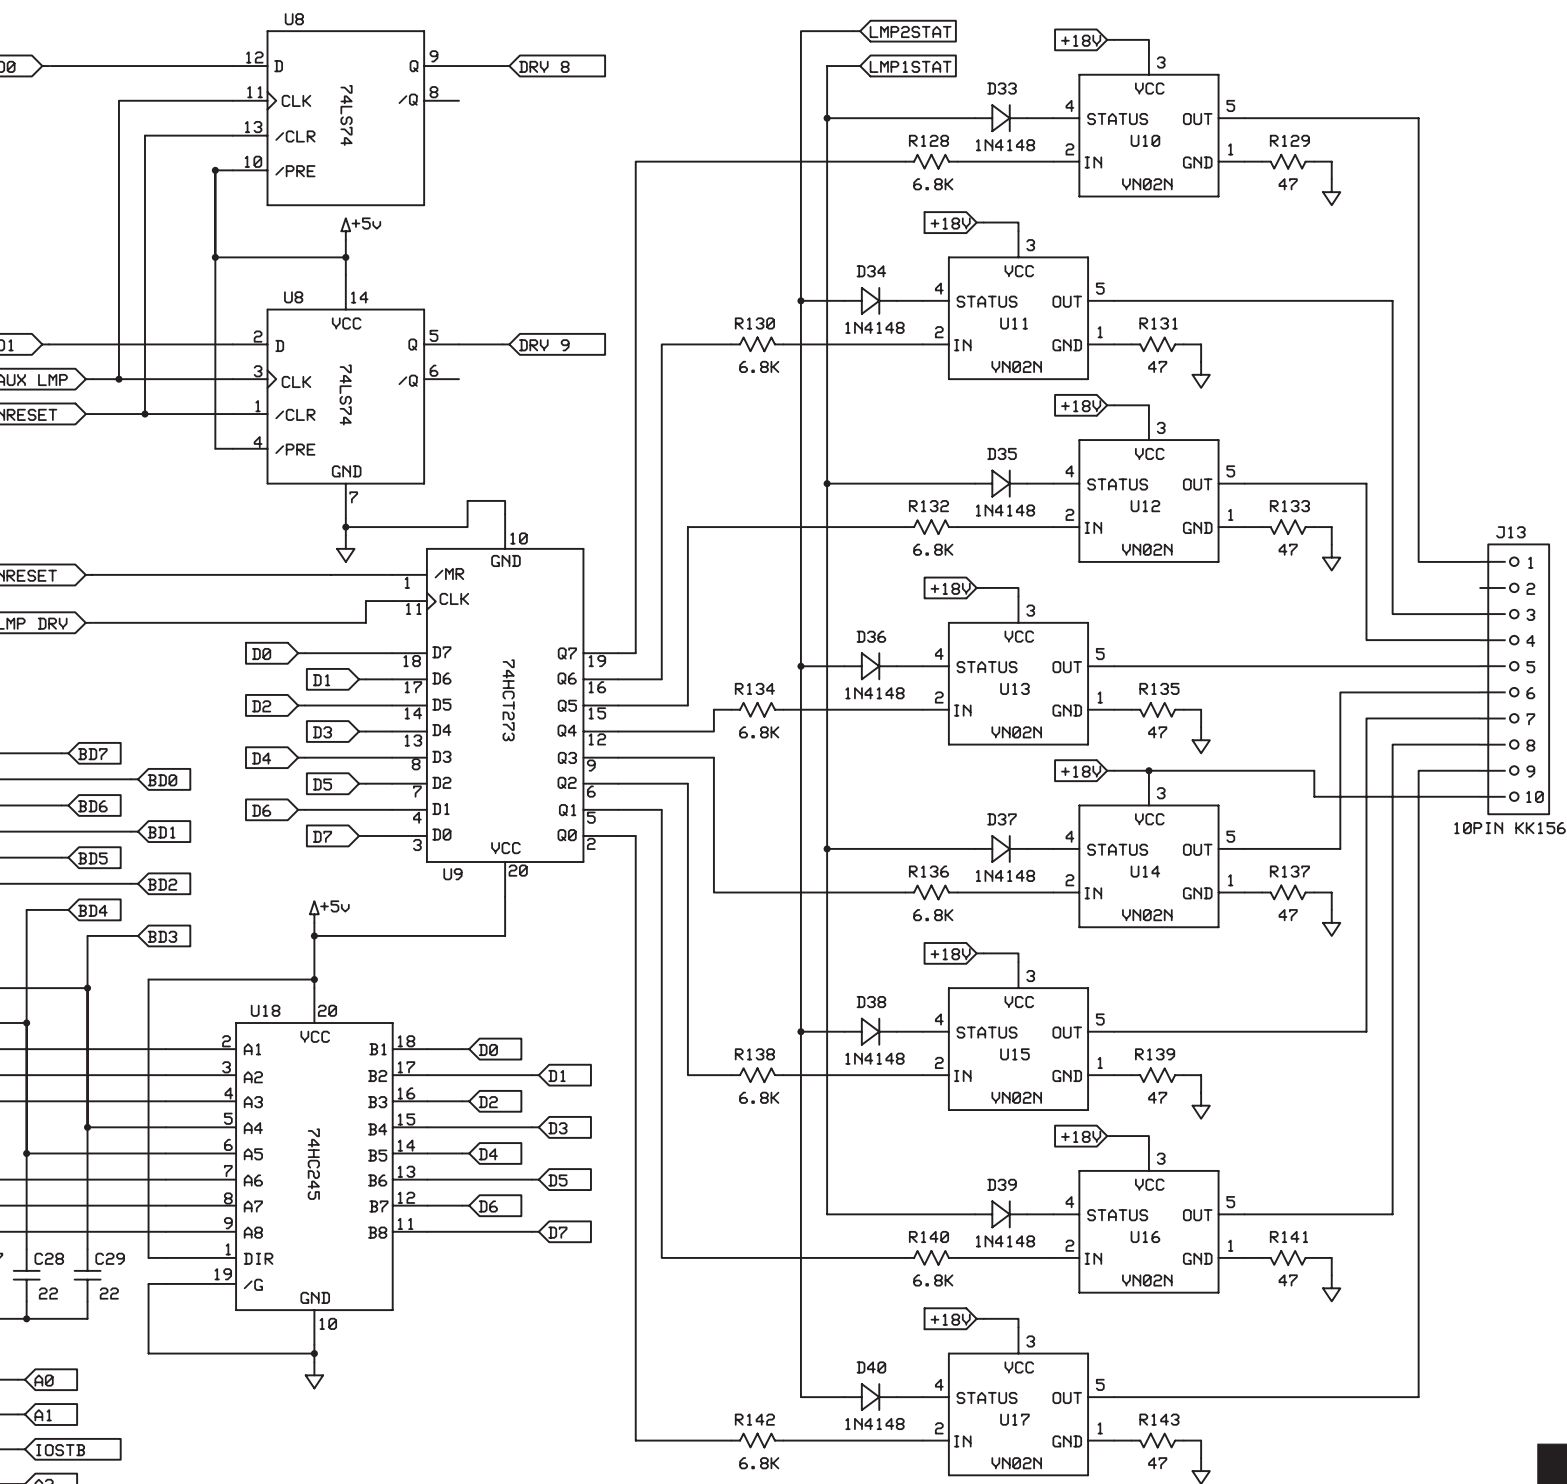 U8
LMP2STAT
+18V
3
D0
12
D
Q
9
DRV 8
LMP1STAT
VCC
11
CLK
/Q
8
74LS74
D33
4
STATUS
OUT
5
13
/CLR
1N4148
U10
R128
2
IN
GND
1
R129
10
/PRE
6.8K
VN02N
47
+5v
+18V
3
VCC
D34
4
STATUS
OUT
5
U8
14
VCC
1N4148
U11
R130
2
IN
GND
1
R131
D1
2
D
Q
5
DRV 9
6.8K
VN02N
47
AUX LMP
3
CLK
/Q
6
74LS74
NRESET
1
/CLR
4
/PRE
GND
7
+18V
3
VCC
D35
4
STATUS
OUT
5
1N4148
U12
R132
2
IN
GND
1
R133
6.8K
VN02N
47
10
GND
J13
1
2
3
4
5
6
7
8
9
10
10PIN KK156
NRESET
1
/MR
LMP DRV
11
CLK
+18V
3
VCC
D36
4
STATUS
OUT
5
1N4148
U13
R134
2
IN
GND
1
R135
6.8K
VN02N
47
D0
18
D7
Q7
19
D1
17
D6
Q6
16
D2
14
D5
Q5
15
D3
13
D4
Q4
12
D4
8
D3
Q3
9
D5
7
D2
Q2
6
D6
4
D1
Q1
5
D7
3
D0
Q0
2
74HCT273
VCC
20
U9
BD7
BD0
BD6
BD1
BD5
BD2
BD4
BD3
+18V
3
VCC
D37
4
STATUS
OUT
5
1N4148
U14
R136
2
IN
GND
1
R137
6.8K
VN02N
47
+5v
+18V
3
VCC
D38
4
STATUS
OUT
5
1N4148
U15
R138
2
IN
GND
1
R139
6.8K
VN02N
47
U18
20
VCC
2
A1
B1
18
D0
3
A2
B2
17
D1
4
A3
B3
16
D2
5
A4
B4
15
D3
6
A5
B5
14
D4
7
A6
B6
13
D5
8
A7
B7
12
D6
9
A8
B8
11
D7
1
DIR
19
/G
74HC245
GND
10
C28
22
C29
22
+18V
3
VCC
D39
4
STATUS
OUT
5
1N4148
U16
R140
2
IN
GND
1
R141
6.8K
VN02N
47
+18V
3
VCC
D40
4
STATUS
OUT
5
1N4148
U17
R142
2
IN
GND
1
R143
6.8K
VN02N
47
A0
A1
IOSTB